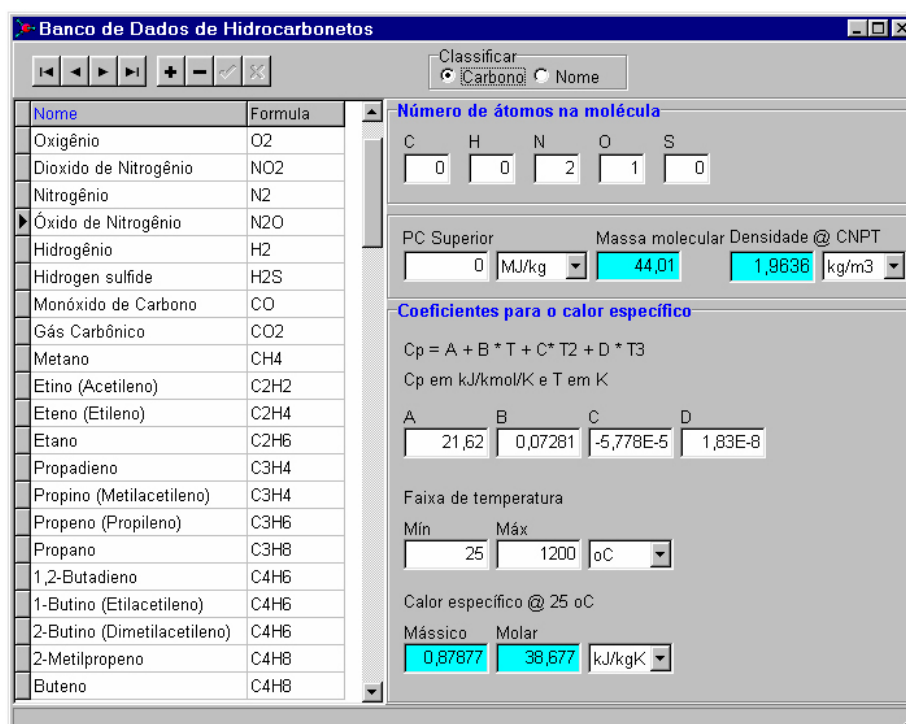 Banco de Dados de Hidrocarbonetos
Classificar
Carbono Nome
Nome Formula
Oxigênio O2
Dioxido de Nitrogênio NO2
Nitrogênio N2
Óxido de Nitrogênio N2O
Hidrogênio H2
Hidrogen sulfide H2S
Monóxido de Carbono CO
Gás Carbônico CO2
Metano CH4
Etino (Acetileno) C2H2
Eteno (Etileno) C2H4
Etano C2H6
Propadieno C3H4
Propino (Metilacetileno) C3H4
Propeno (Propileno) C3H6
Propano C3H8
1,2-Butadieno C4H6
1-Butino (Etilacetileno) C4H6
2-Butino (Dimetilacetileno) C4H6
2-Metilpropeno C4H8
Buteno C4H8
Número de átomos na molécula
C H N O S
0 0 2 1 0
PC Superior Massa molecular Densidade @ CNPT
0 MJ/kg 44,01 1,9636 kg/m3
Coeficientes para o calor específico
Cp = A + B * T + C* T2 + D * T3
Cp em kJ/kmol/K e T em K
A B C D
21,62 0,07281 -5,778E-5 1,83E-8
Faixa de temperatura
Mín Máx
25 1200 oC
Calor específico @ 25 oC
Mássico Molar
0,87877 38,677 kJ/kgK